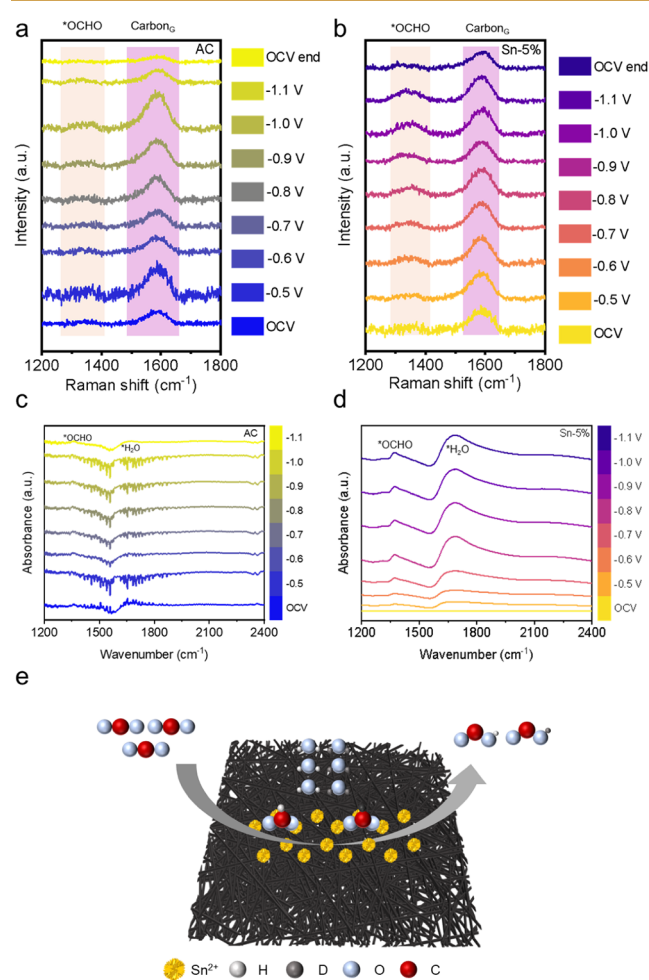 a
*OCHO
Carbon_G
AC
OCV end
-1.1 V
-1.0 V
-0.9 V
-0.8 V
-0.7 V
-0.6 V
-0.5 V
OCV
Intensity (a.u.)
1200 1400 1600 1800
Raman shift (cm⁻¹)
b
*OCHO
Carbon_G
Sn-5%
OCV end
-1.1 V
-1.0 V
-0.9 V
-0.8 V
-0.7 V
-0.6 V
-0.5 V
OCV
Intensity (a.u.)
1200 1400 1600 1800
Raman shift (cm⁻¹)
c
*OCHO
*H₂O
AC
-1.1
-1.0
-0.9
-0.8
-0.7
-0.6
-0.5
OCV
Absorbance (a.u.)
1200 1500 1800 2100 2400
Wavenumber (cm⁻¹)
d
*OCHO
*H₂O
Sn-5%
-1.1 V
-1.0 V
-0.9 V
-0.8 V
-0.7 V
-0.6 V
-0.5 V
OCV
Absorbance (a.u.)
1200 1500 1800 2100 2400
Wavenumber (cm⁻¹)
e
Sn²⁺ H D O C